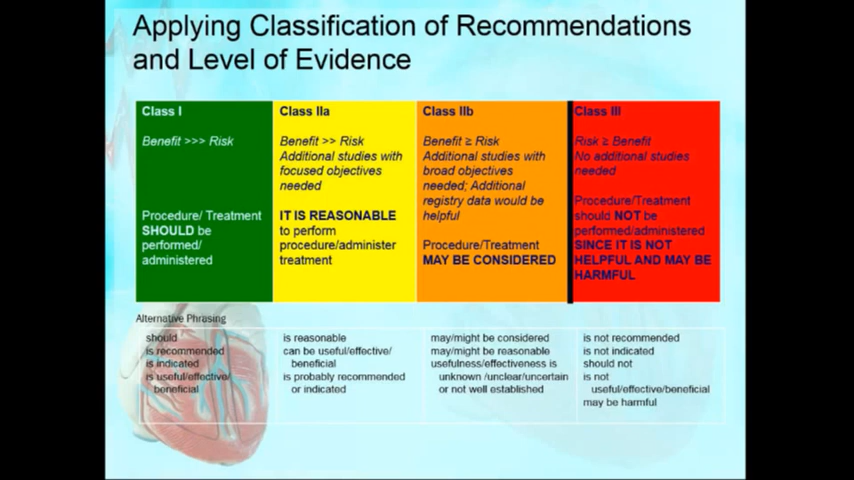 Applying Classification of Recommendations
and Level of Evidence
Class I
Benefit >>> Risk
Procedure/ Treatment
SHOULD be
performed/
administered
Class IIa
Benefit >> Risk
Additional studies with
focused objectives
needed
IT IS REASONABLE
to perform
procedure/administer
treatment
Class IIb
Benefit ≥ Risk
Additional studies with
broad objectives
needed; Additional
registry data would be
helpful
Procedure/Treatment
MAY BE CONSIDERED
Class III
Risk ≥ Benefit
No additional studies
needed
Procedure/Treatment
should NOT be
performed/administered
SINCE IT IS NOT
HELPFUL AND MAY BE
HARMFUL
Alternative Phrasing
should
is recommended
is indicated
is useful/effective/
beneficial
is reasonable
can be useful/effective/
beneficial
is probably recommended
or indicated
may/might be considered
may/might be reasonable
usefulness/effectiveness is
unknown /unclear/uncertain
or not well established
is not recommended
is not indicated
should not
is not
useful/effective/beneficial
may be harmful